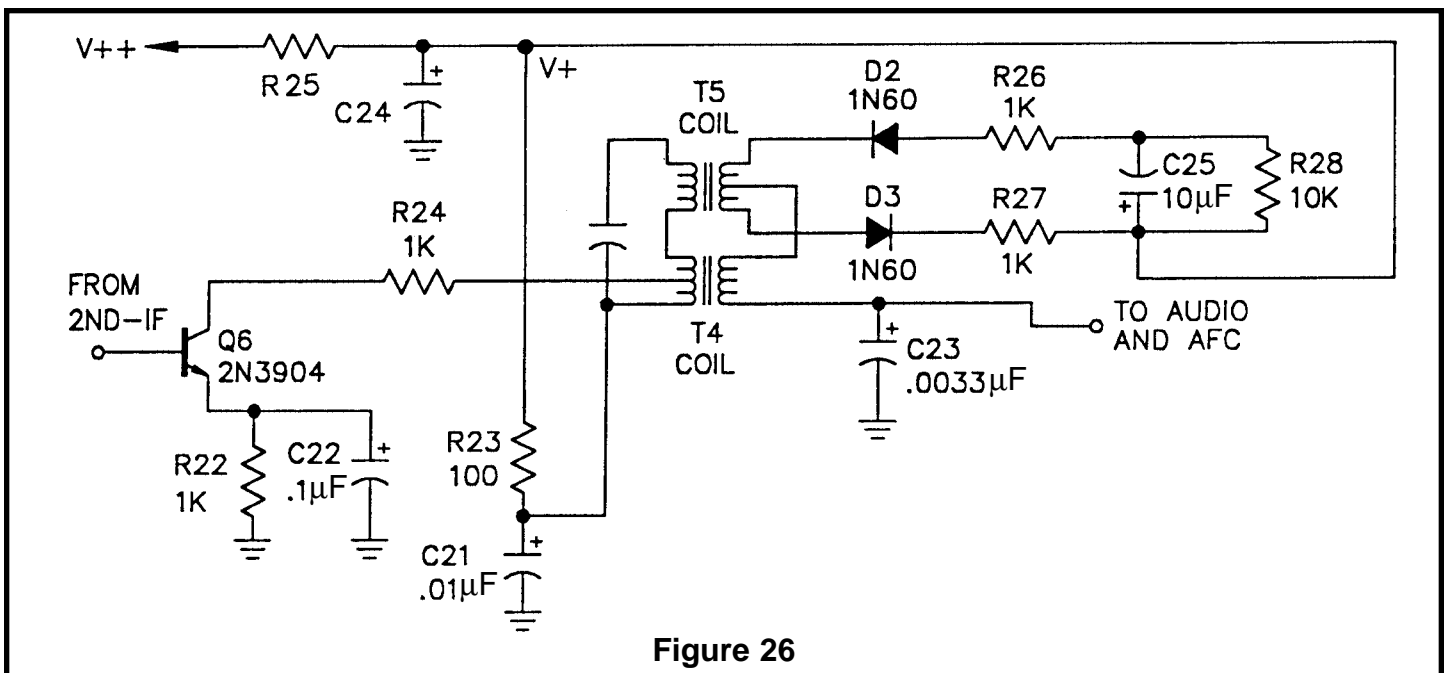 V++
R25
C24
+
V+
T5
COIL
D2
1N60
R26
1K
C25
10µF
+
R28
10K
D3
1N60
R27
1K
R24
1K
FROM
2ND-IF
Q6
2N3904
T4
COIL
C23
.0033µF
+
TO AUDIO
AND AFC
R22
1K
C22
.1µF
+
R23
100
C21
.01µF
+
Figure 26